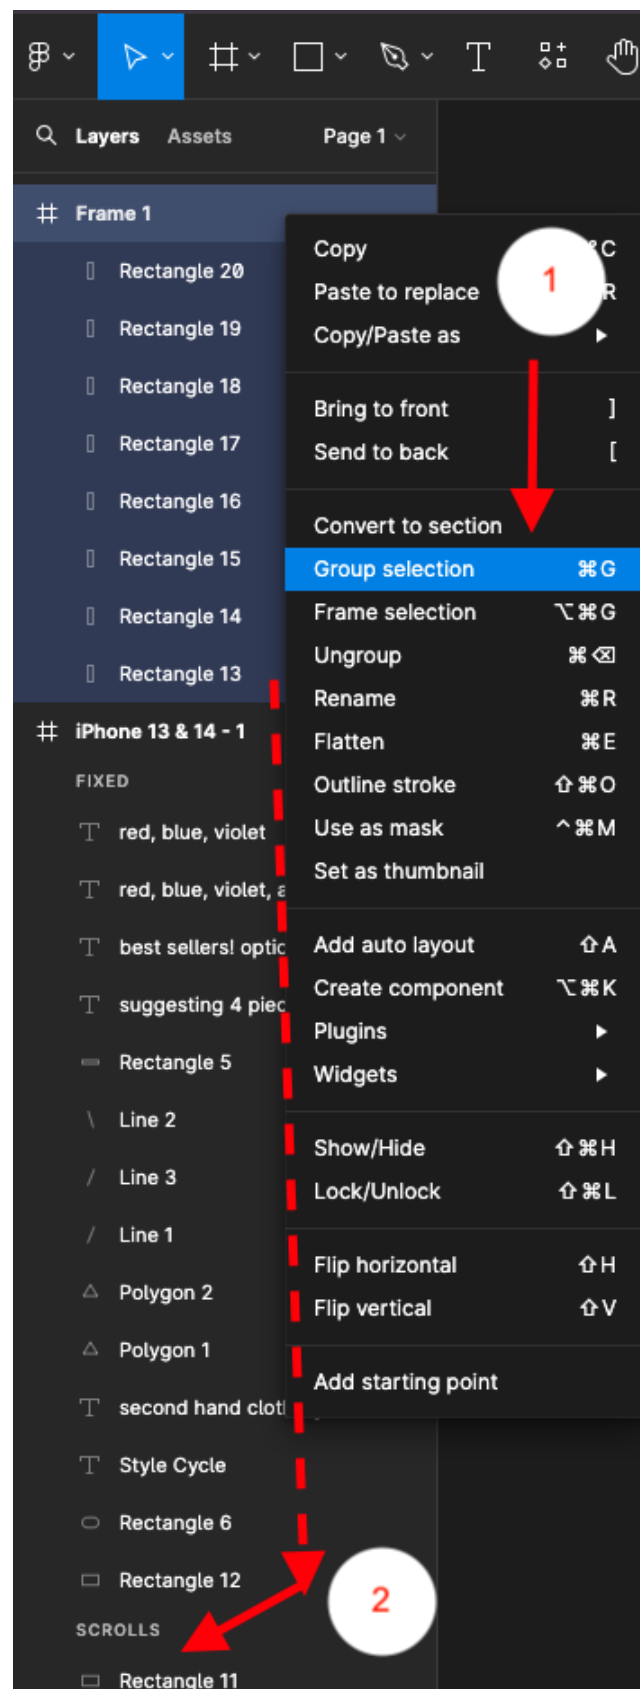 Layers Assets Page 1
Frame 1
Rectangle 20
Rectangle 19
Rectangle 18
Rectangle 17
Rectangle 16
Rectangle 15
Rectangle 14
Rectangle 13
iPhone 13 & 14 - 1
FIXED
red, blue, violet
red, blue, violet,
best sellers!
suggesting 4
Rectangle 5
Line 2
Line 3
Line 1
Polygon 2
Polygon 1
second hand
Style Cycle
Rectangle 6
Rectangle 12
SCROLLS
Rectangle 11
Copy C
Paste to replace R
Copy/Paste as
Bring to front ]
Send to back [
Convert to section
Group selection ⌘G
Frame selection ⌥⌘G
Ungroup ⌘⌫
Rename ⌘R
Flatten ⌘E
Outline stroke ⇧⌘O
Use as mask ^⌘M
Set as thumbnail
Add auto layout ⇧A
Create component ⌥⌘K
Plugins
Widgets
Show/Hide ⇧⌘H
Lock/Unlock ⇧⌘L
Flip horizontal ⇧H
Flip vertical ⇧V
Add starting point
1
2